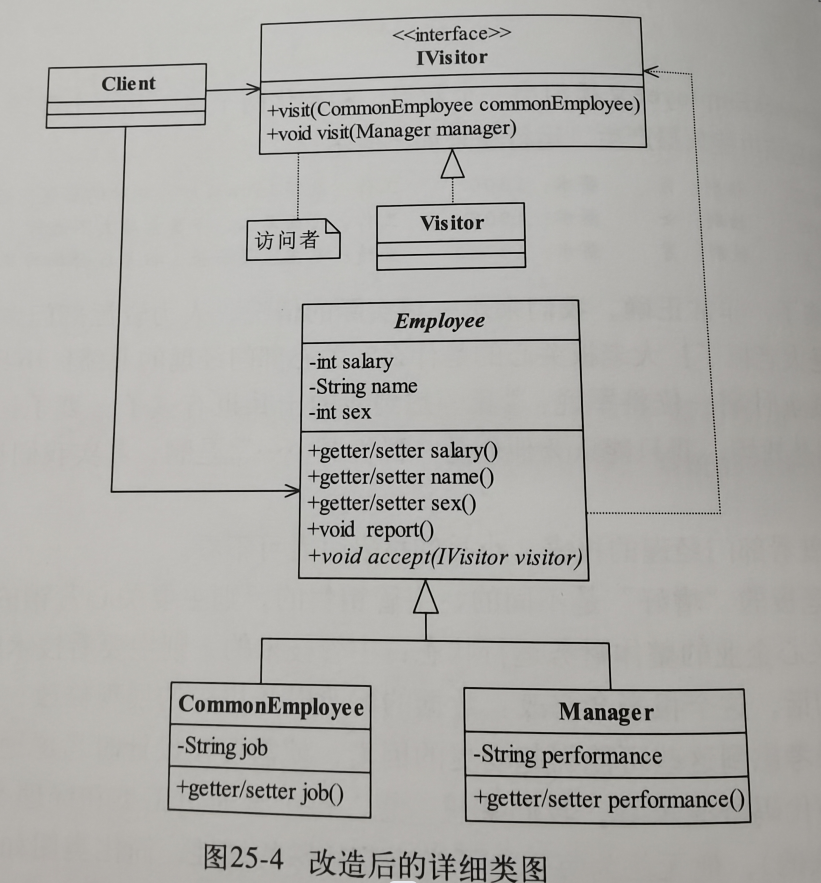 <<interface>>
IVisitor
Client
+visit(CommonEmployee commonEmployee)
+void visit(Manager manager)
访问者
Visitor
Employee
-int salary
-String name
-int sex
+getter/setter salary()
+getter/setter name()
+getter/setter sex()
+void report()
+void accept(IVisitor visitor)
CommonEmployee
-String job
+getter/setter job()
Manager
-String performance
+getter/setter performance()
图25-4 改造后的详细类图